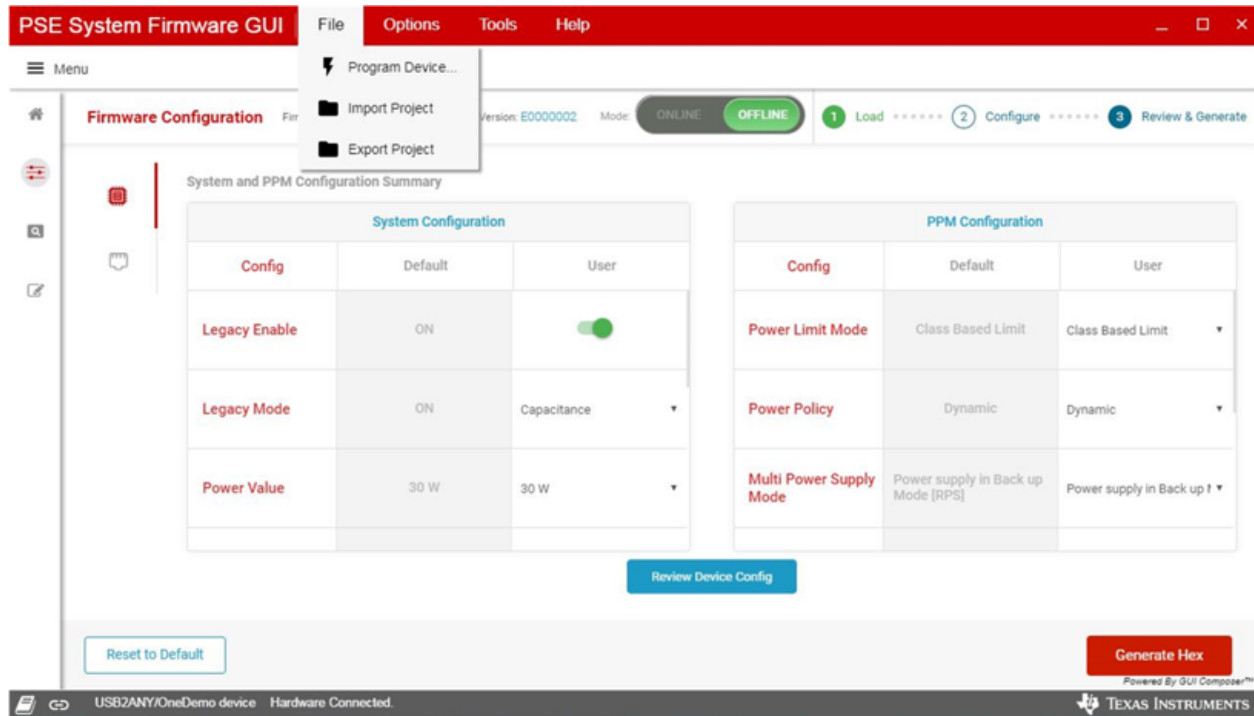 PSE System Firmware GUI File Options Tools Help
Menu
Program Device...
Import Project
Export Project
Firmware Configuration Fir Version: E0000002 Mode: ONLINE OFFLINE 1 Load 2 Configure 3 Review & Generate
System and PPM Configuration Summary
System Configuration
Config Default User
Legacy Enable ON
Legacy Mode ON Capacitance
Power Value 30 W 30 W
PPM Configuration
Config Default User
Power Limit Mode Class Based Limit Class Based Limit
Power Policy Dynamic Dynamic
Multi Power Supply Mode Power supply in Back up Mode [RPS] Power supply in Back up
Review Device Config
Reset to Default
Generate Hex
Powered By GUI Composer™
USB2ANY/OneDemo device Hardware Connected.
TEXAS INSTRUMENTS